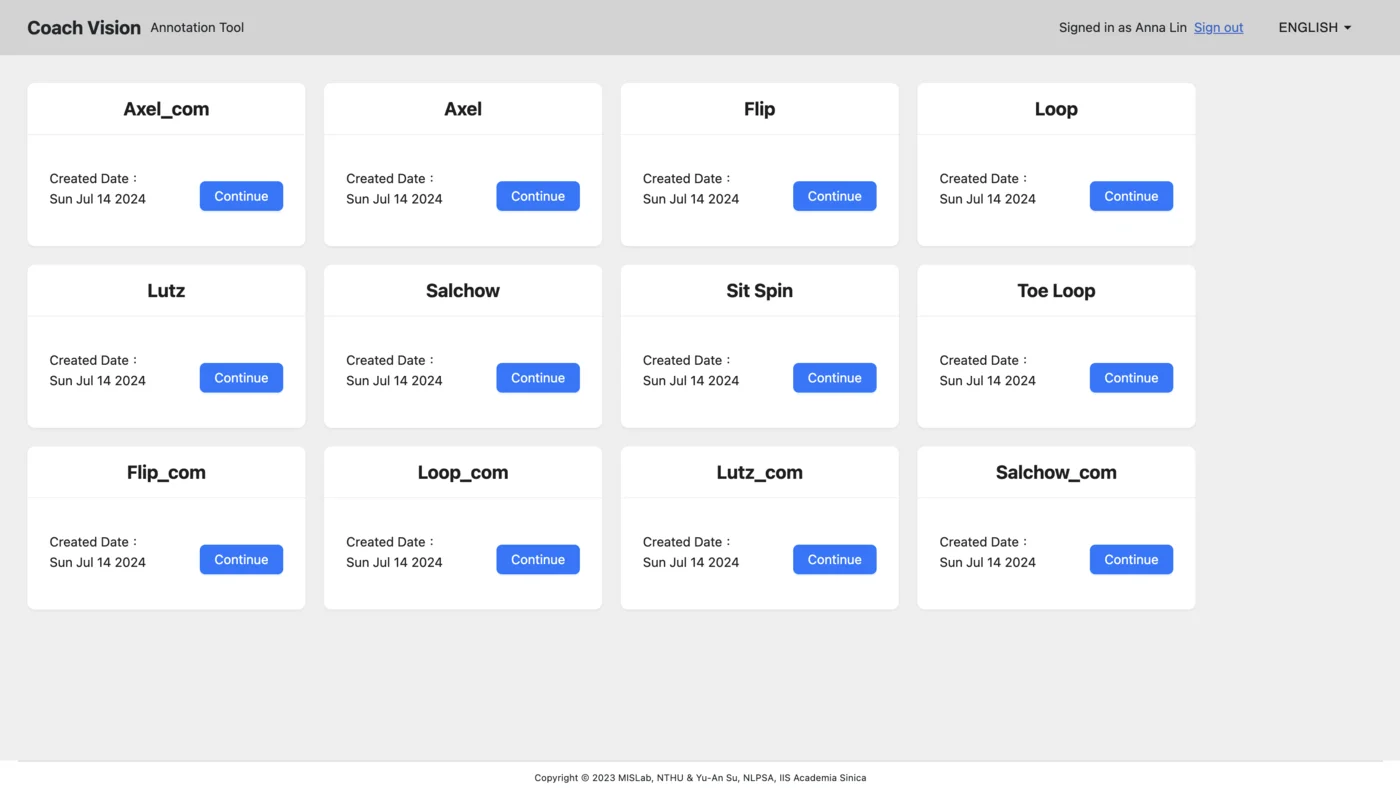 Coach Vision Annotation Tool Signed in as Anna Lin Sign out ENGLISH
Axel_com Axel Flip Loop
Created Date： Created Date： Created Date： Created Date：
Sun Jul 14 2024 Continue Sun Jul 14 2024 Continue Sun Jul 14 2024 Continue Sun Jul 14 2024 Continue
Lutz Salchow Sit Spin Toe Loop
Created Date： Created Date： Created Date： Created Date：
Sun Jul 14 2024 Continue Sun Jul 14 2024 Continue Sun Jul 14 2024 Continue Sun Jul 14 2024 Continue
Flip_com Loop_com Lutz_com Salchow_com
Created Date： Created Date： Created Date： Created Date：
Sun Jul 14 2024 Continue Sun Jul 14 2024 Continue Sun Jul 14 2024 Continue Sun Jul 14 2024 Continue
Copyright © 2023 MISLab, NTHU & Yu-An Su, NLPSA, IIS Academia Sinica